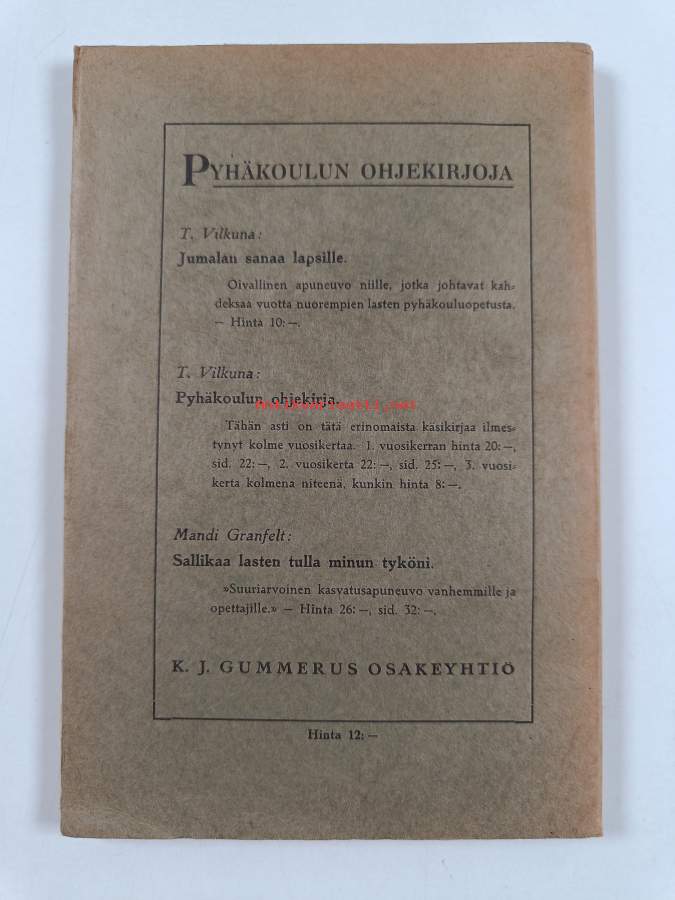 PYHÄKOULUN OHJEKIRJOJA
T. Vilkuna:
Jumalan sanaa lapsille.
Oivallinen apuneuvo niille, jotka johtavat kah-
deksaa vuotta nuorempien lasten pyhäkouluopetusta.
— Hinta 10:—.
T. Vilkuna:
Pyhäkoulun ohjekirja.
Tähän asti on tätä erinomaista käsikirjaa ilmes-
tynyt kolme vuosikertaa. 1. vuosikerran hinta 20:—,
sid. 22:—, 2. vuosikerta 22:—, sid. 25:—, 3. vuosi-
kerta kolmena niteenä, kunkin hinta 8:—.
Mandi Granfelt:
Sallikaa lasten tulla minun tyköni.
»Suuriarvoinen kasvatusapuneuvo vanhemmille ja
opettajille.» — Hinta 26:—, sid. 32:—.
K. J. GUMMERUS OSAKEYHTIÖ
Hinta 12:—